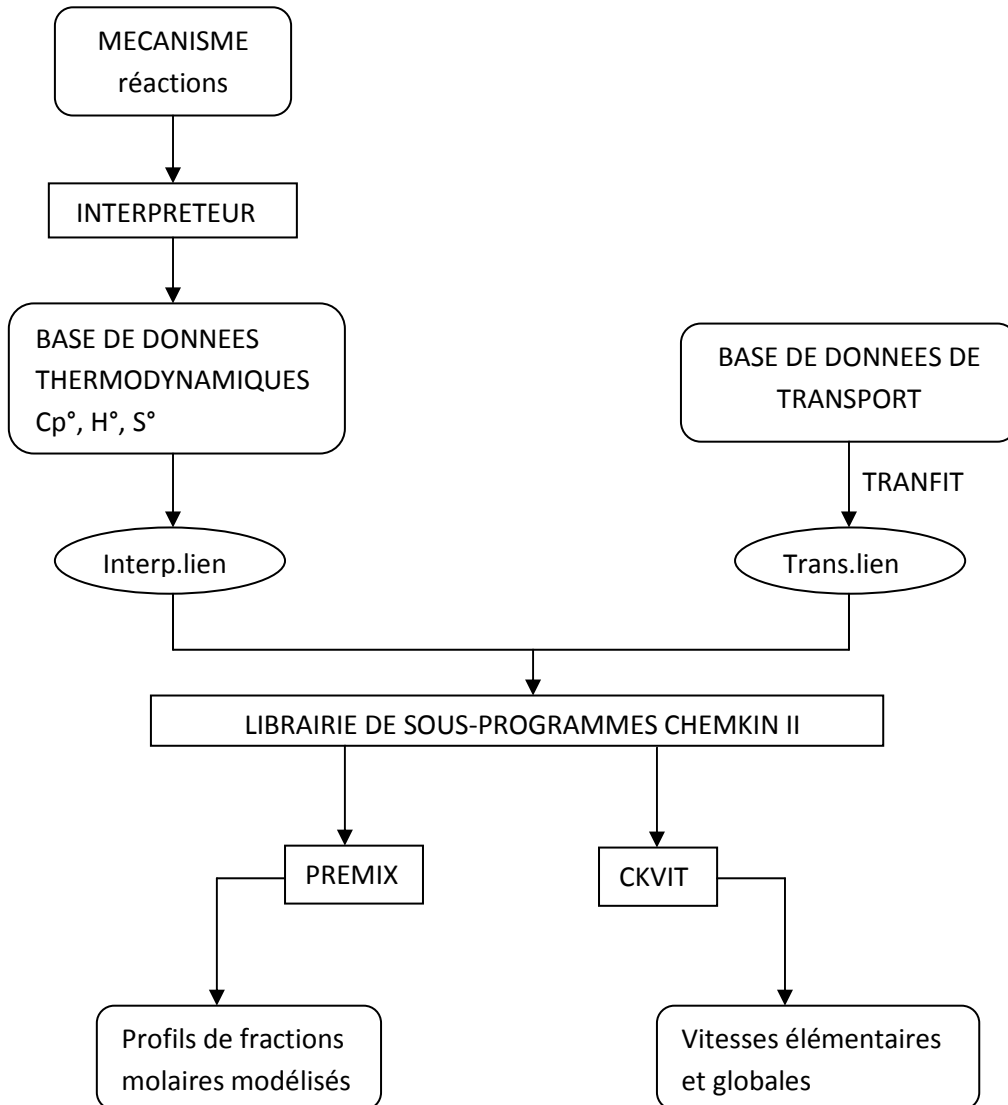 MECANISME
réactions
INTERPRETEUR
BASE DE DONNEES
THERMODYNAMIQUES
Cp°, H°, S°
BASE DE DONNEES DE
TRANSPORT
TRANFIT
Interp.lien
Trans.lien
LIBRAIRIE DE SOUS-PROGRAMMES CHEMKIN II
PREMIX
CKVIT
Profils de fractions
molaires modélisés
Vitesses élémentaires
et globales